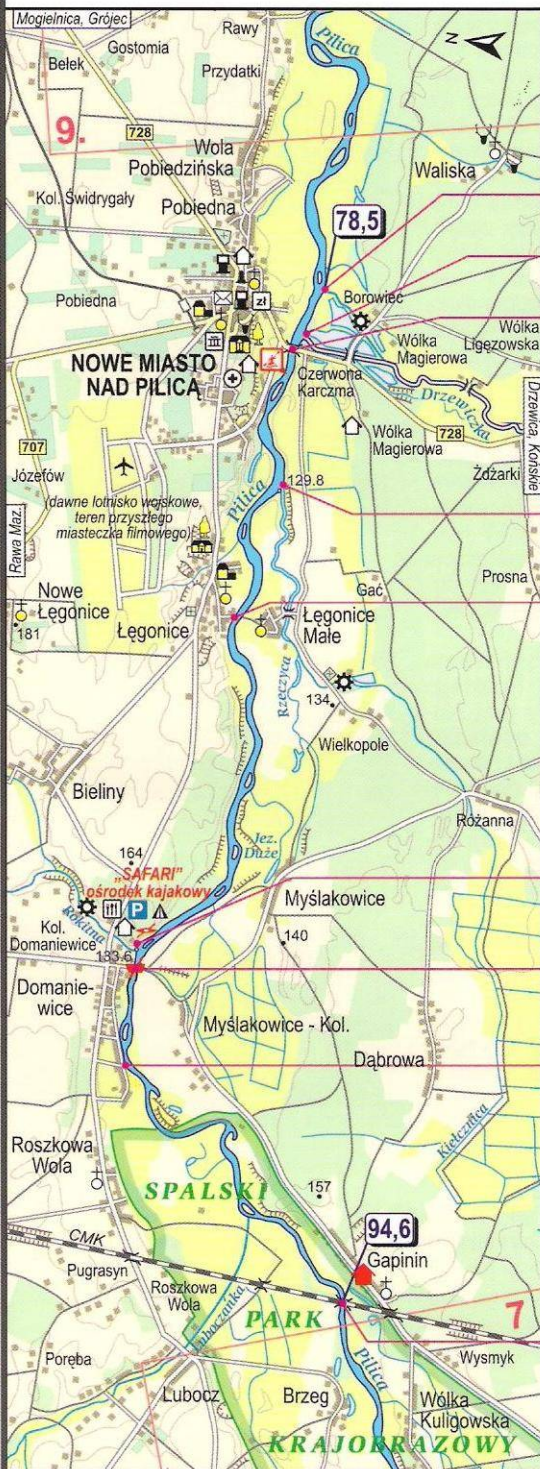 Mogielnica, Grójec
Rawy
Pilica
N
Bełek
Gostomia
Przydatki
9.
728
Wola
Pobiedzińska
Waliska
Kol. Świdrygały
Pobiedna
78,5
Pobiedna
zł
Borowiec
Wólka
Magierowa
Wólka
Ligęzowska
NOWE MIASTO
NAD PILICĄ
Czerwona
Karczma
Drzewiczka
Drzewica, Końskie
707
Wólka
Magierowa
728
Józefów
Żdżarki
129.8
Pilica
(dawne lotnisko wojskowe,
teren przyszłego
miasteczka filmowego)
Rawa Maz.
Prosna
Nowe
Łęgonice
181
Gać
Łęgonice
Łęgonice
Małe
Rzeczyca
134
Wielkopole
Bieliny
Różanna
Jez.
Duże
164
„SAFARI"
ośrodek kajakowy
P
Myślakowice
Rokitna
Kol.
Domaniewice
140
133.6
Domanie-
wice
Myślakowice - Kol.
Dąbrowa
Kiełcznica
Roszkowa
Wola
157
SPALSKI
94,6
CMK
Gapinin
Pugrasyn
Roszkowa
Wola
Luboczanka
PARK
7
Poręba
Wysmyk
Pilica
Lubocz
Brzeg
Wólka
Kuligowska
KRAJOBRAZOWY